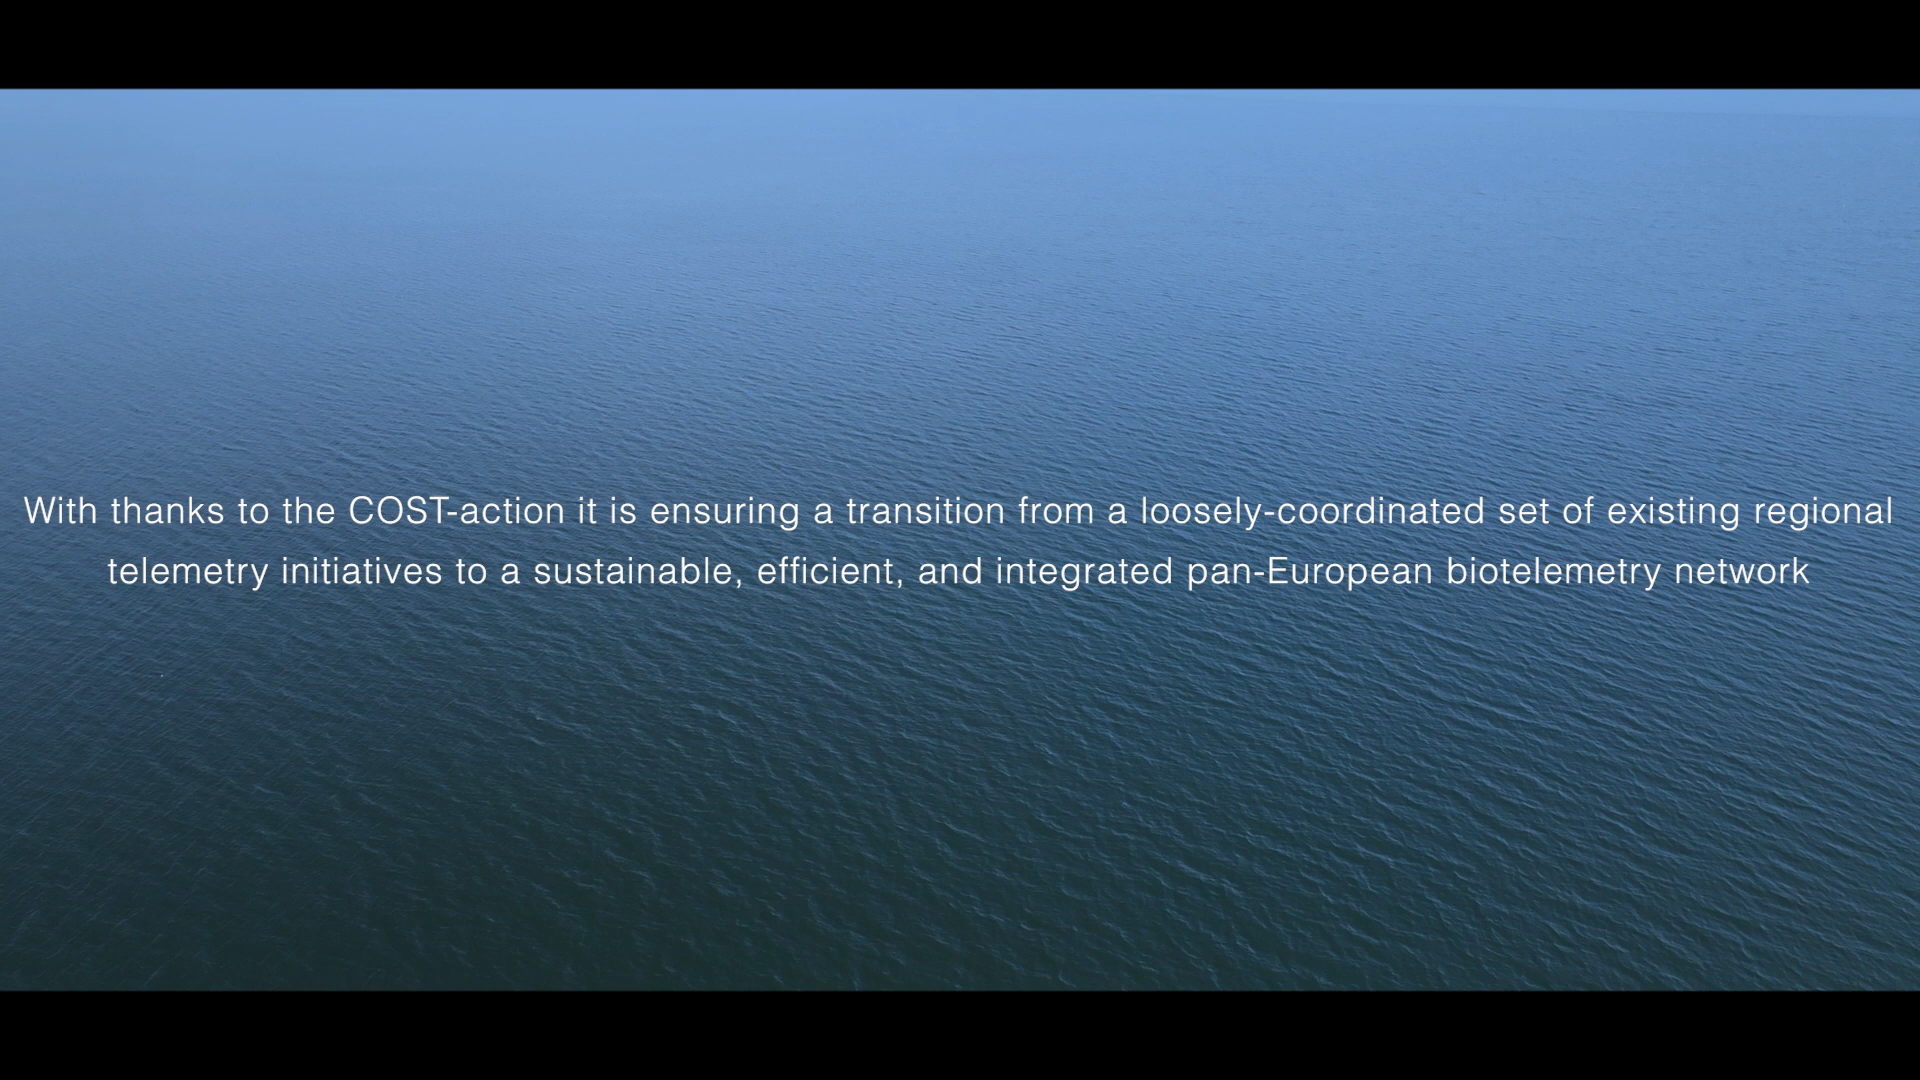 With thanks to the COST-action it is ensuring a transition from a loosely-coordinated set of existing regional
telemetry initiatives to a sustainable, efficient, and integrated pan-European biotelemetry network